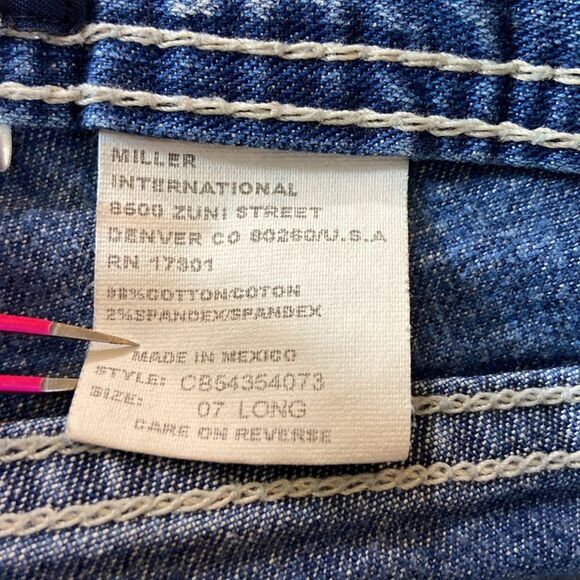 MILLER
INTERNATIONAL
8500 ZUNI STREET
DENVER CO 80260/U.S.A
RN 17301
98%COTTON/COTON
2%SPANDEX/SPANDEX
MADE IN MEXICO
STYLE: CB54354073
SIZE: 07 LONG
CARE ON REVERSE